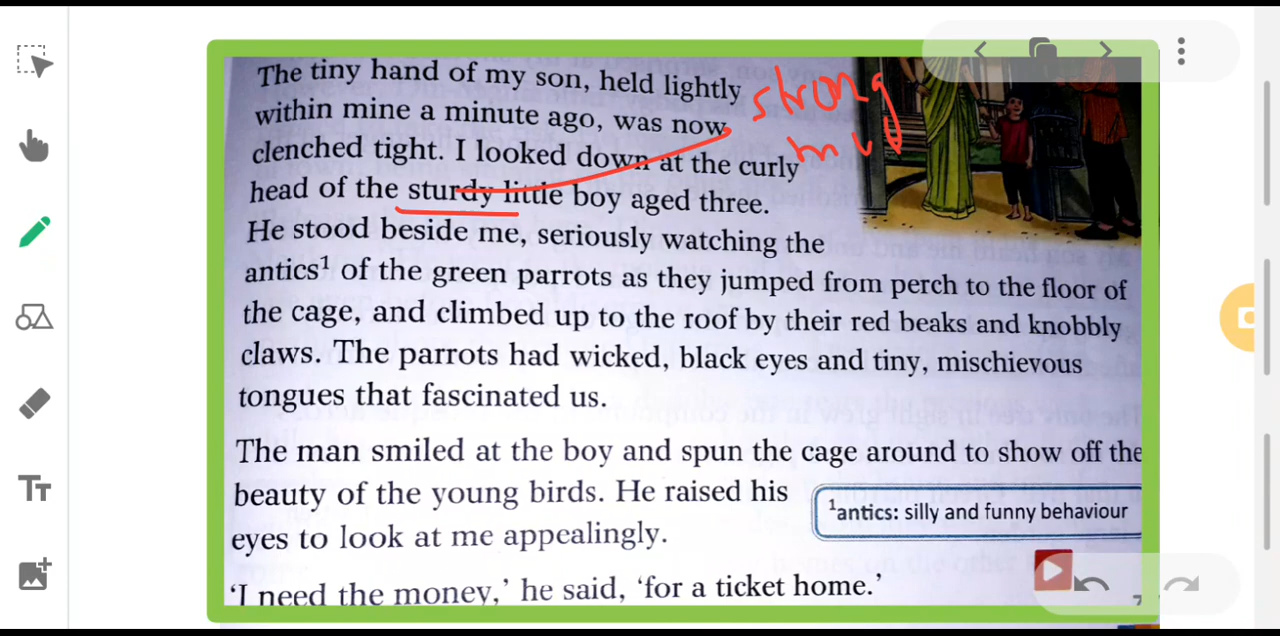 The tiny hand of my son, held lightly
strong
within mine a minute ago, was now
clenched tight. I looked down at the curly
head of the sturdy little boy aged three.
He stood beside me, seriously watching the
antics¹ of the green parrots as they jumped from perch to the floor of
the cage, and climbed up to the roof by their red beaks and knobbly
claws. The parrots had wicked, black eyes and tiny, mischievous
tongues that fascinated us.
The man smiled at the boy and spun the cage around to show off the
beauty of the young birds. He raised his
eyes to look at me appealingly.
¹antics: silly and funny behaviour
‘I need the money,’ he said, ‘for a ticket home.’
TT